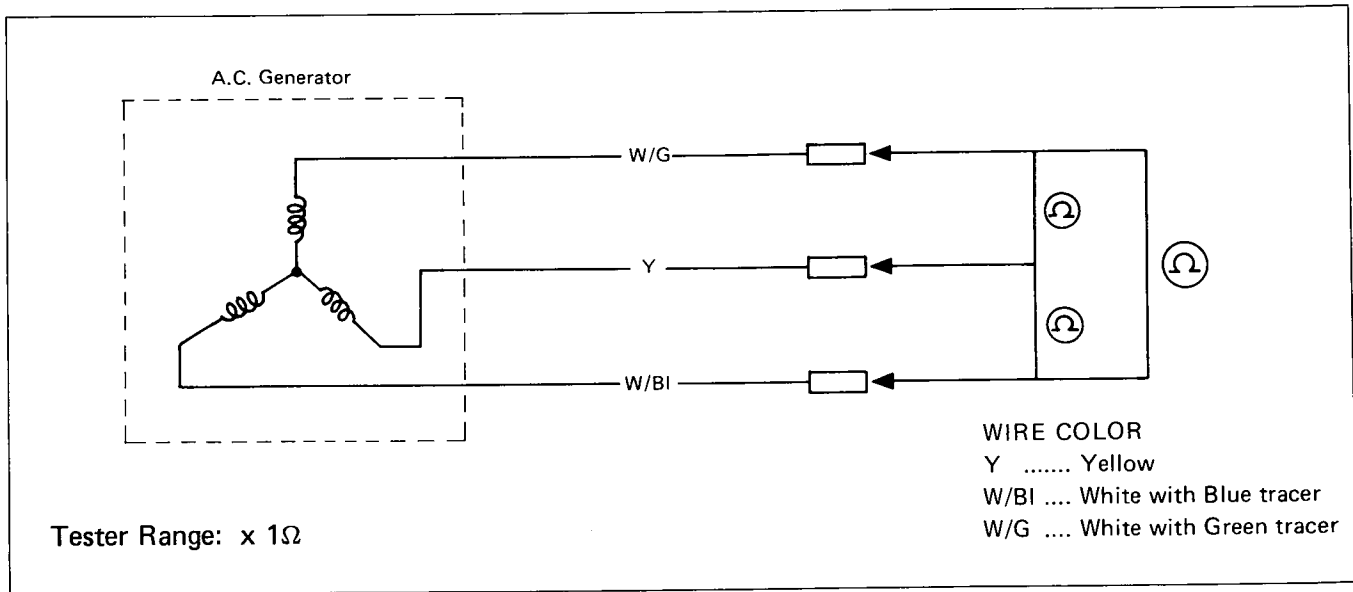 A.C. Generator
W/G
Ω
Y
Ω
Ω
W/Bl
WIRE COLOR
Y ....... Yellow
W/Bl .... White with Blue tracer
W/G .... White with Green tracer
Tester Range: x 1Ω